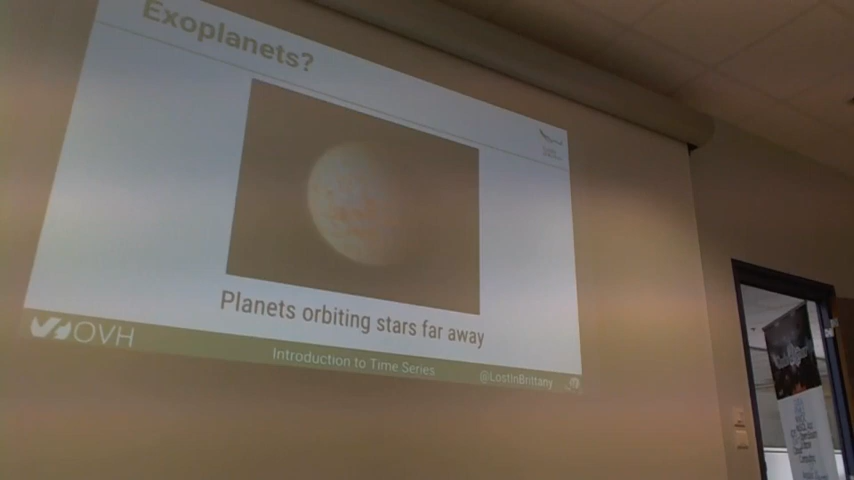 Exoplanets?
Planets orbiting stars far away
OVH
Introduction to Time Series
@LostInBrittany